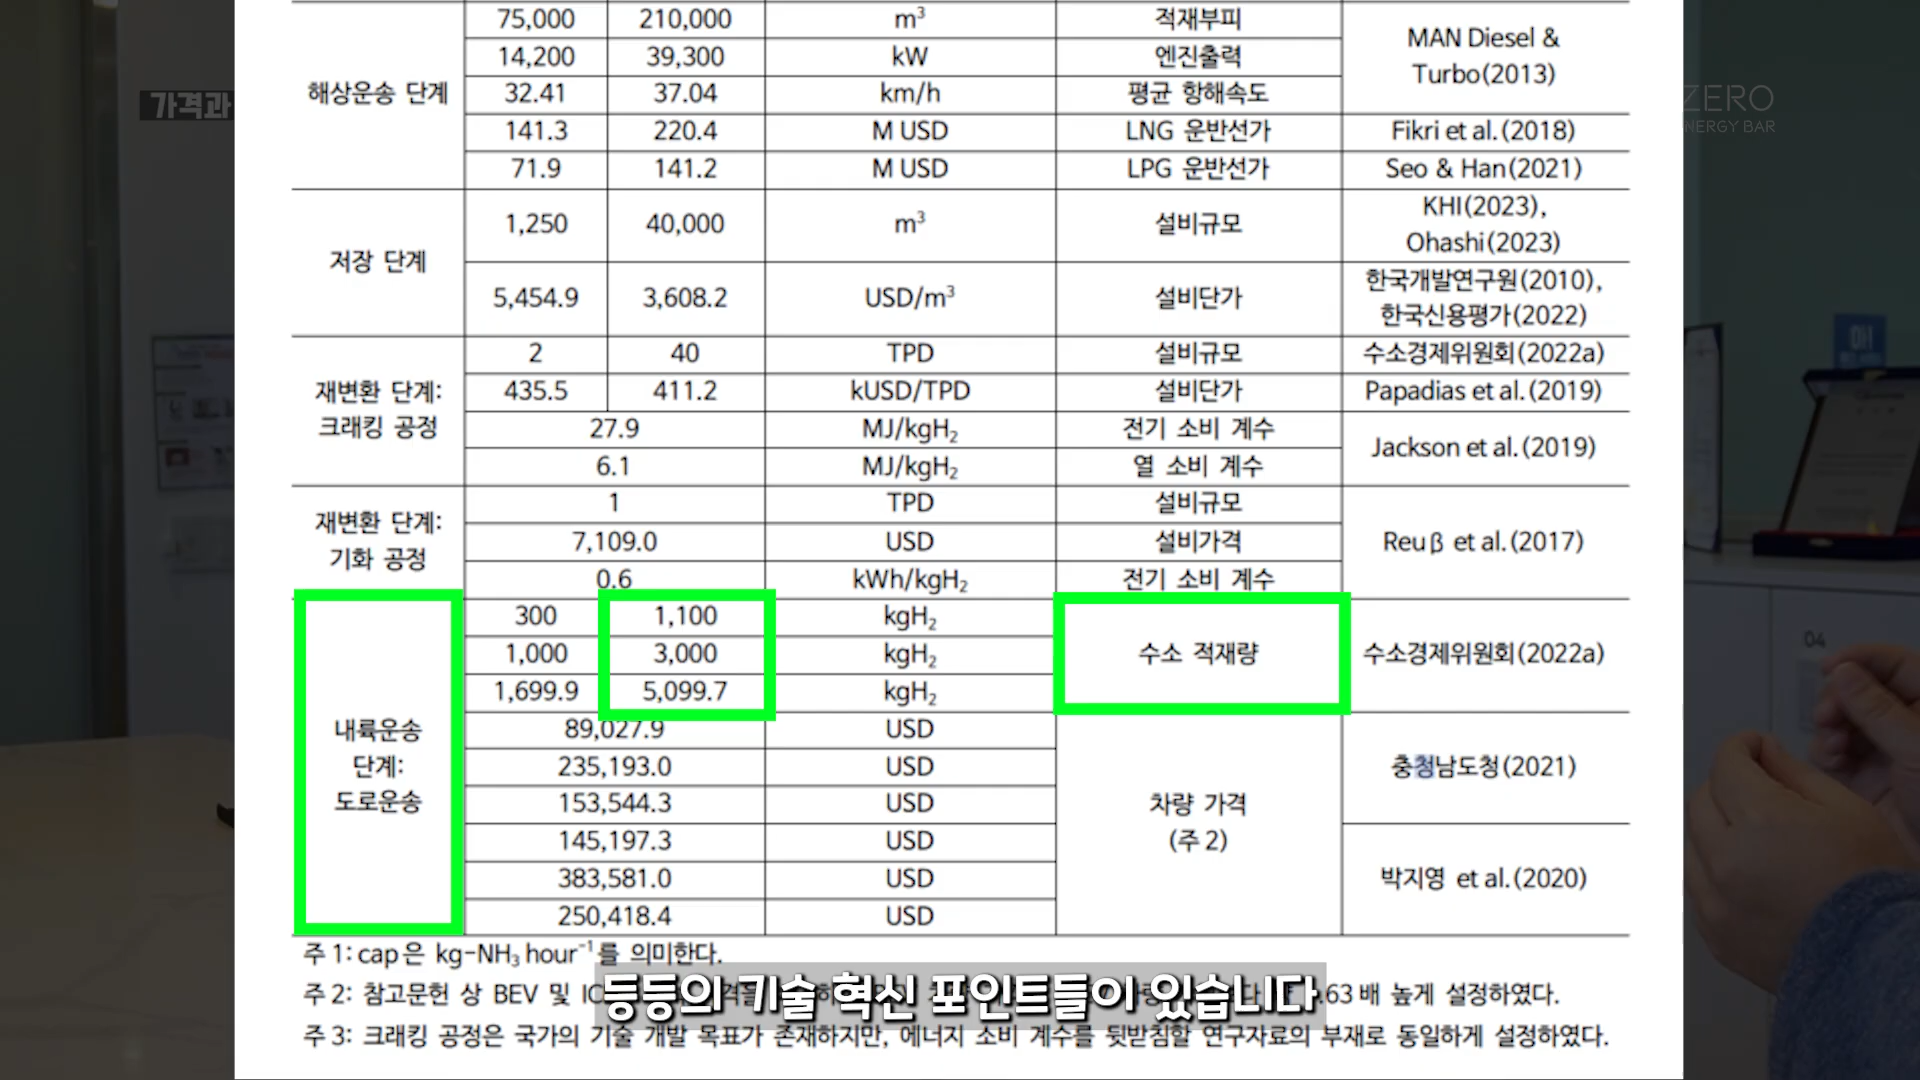 75,000 210,000 m³ 적재부피
MAN Diesel &
Turbo(2013)
14,200 39,300 kW 엔진출력
해상운송 단계
32.41 37.04 km/h 평균 항해속도
141.3 220.4 M USD LNG 운반선가 Fikri et al.(2018)
71.9 141.2 M USD LPG 운반선가 Seo & Han(2021)
저장 단계
1,250 40,000 m³ 설비규모
KHI(2023),
Ohashi(2023)
5,454.9 3,608.2 USD/m³ 설비단가
한국개발연구원(2010),
한국신용평가(2022)
재변환 단계:
크래킹 공정
2 40 TPD 설비규모 수소경제위원회(2022a)
435.5 411.2 kUSD/TPD 설비단가 Papadias et al.(2019)
27.9 MJ/kgH₂ 전기 소비 계수
Jackson et al.(2019)
6.1 MJ/kgH₂ 열 소비 계수
재변환 단계:
기화 공정
1 TPD 설비규모
7,109.0 USD 설비가격 Reuβ et al.(2017)
0.6 kWh/kgH₂ 전기 소비 계수
내륙운송
단계:
도로운송
300 1,100 kgH₂
1,000 3,000 kgH₂ 수소 적재량 수소경제위원회(2022a)
1,699.9 5,099.7 kgH₂
89,027.9 USD
235,193.0 USD 충청남도청(2021)
153,544.3 USD
차량 가격
(주 2)
145,197.3 USD
383,581.0 USD 박지영 et al.(2020)
250,418.4 USD
주 1: cap은 kg-NH₃ hour⁻¹를 의미한다.
주 2: 참고문헌 상 BEV 및 .63배 높게 설정하였다.
등등의 기술 혁신 포인트들이 있습니다
주 3: 크래킹 공정은 국가의 기술 개발 목표가 존재하지만, 에너지 소비 계수를 뒷받침할 연구자료의 부재로 동일하게 설정하였다.
가격과
ZERO
NERGY BAR
04